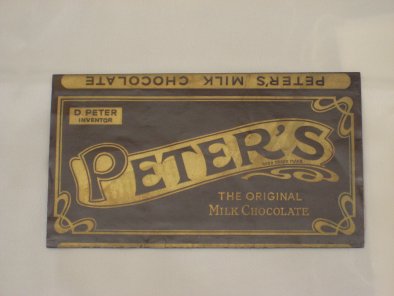 PETER'S MILK CHOCOLATE
D. PETER
INVENTOR
PETER'S
THE ORIGINAL
MILK CHOCOLATE